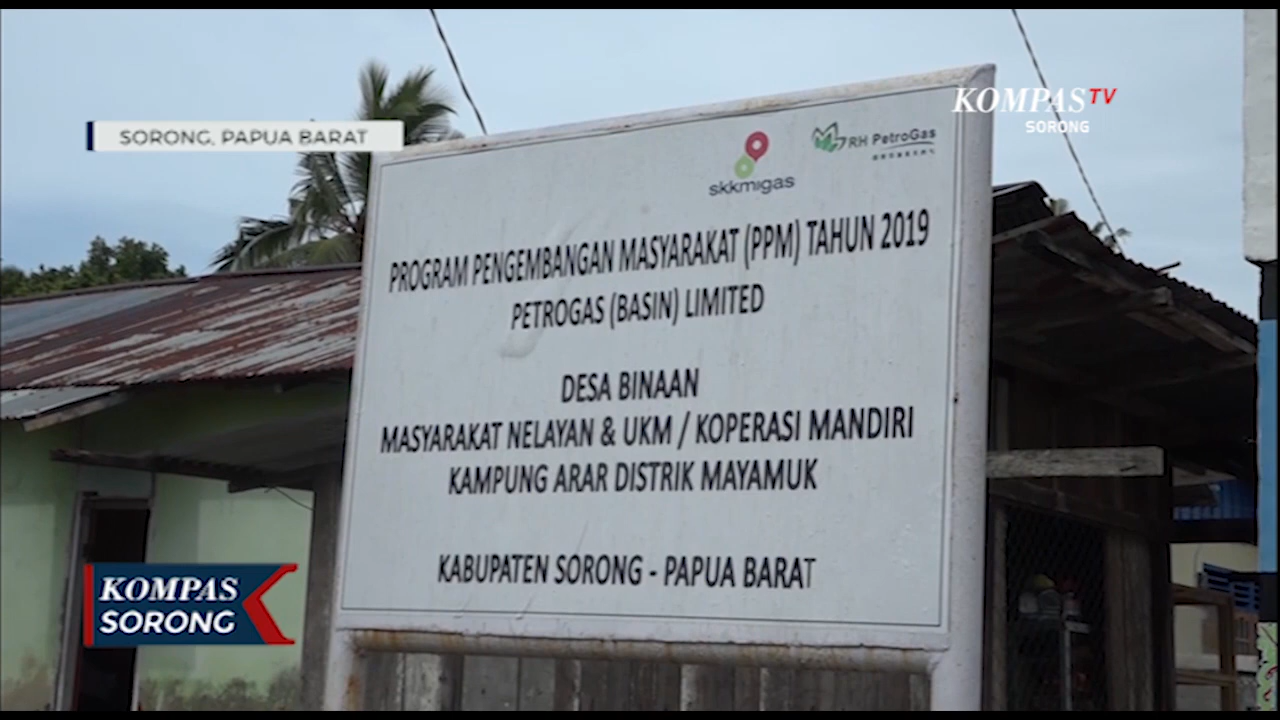 KOMPAS TV
SORONG
SORONG, PAPUA BARAT
skkmigas
RH PetroGas
PROGRAM PENGEMBANGAN MASYARAKAT (PPM) TAHUN 2019
PETROGAS (BASIN) LIMITED
DESA BINAAN
MASYARAKAT NELAYAN & UKM / KOPERASI MANDIRI
KAMPUNG ARAR DISTRIK MAYAMUK
KABUPATEN SORONG - PAPUA BARAT
KOMPAS
SORONG